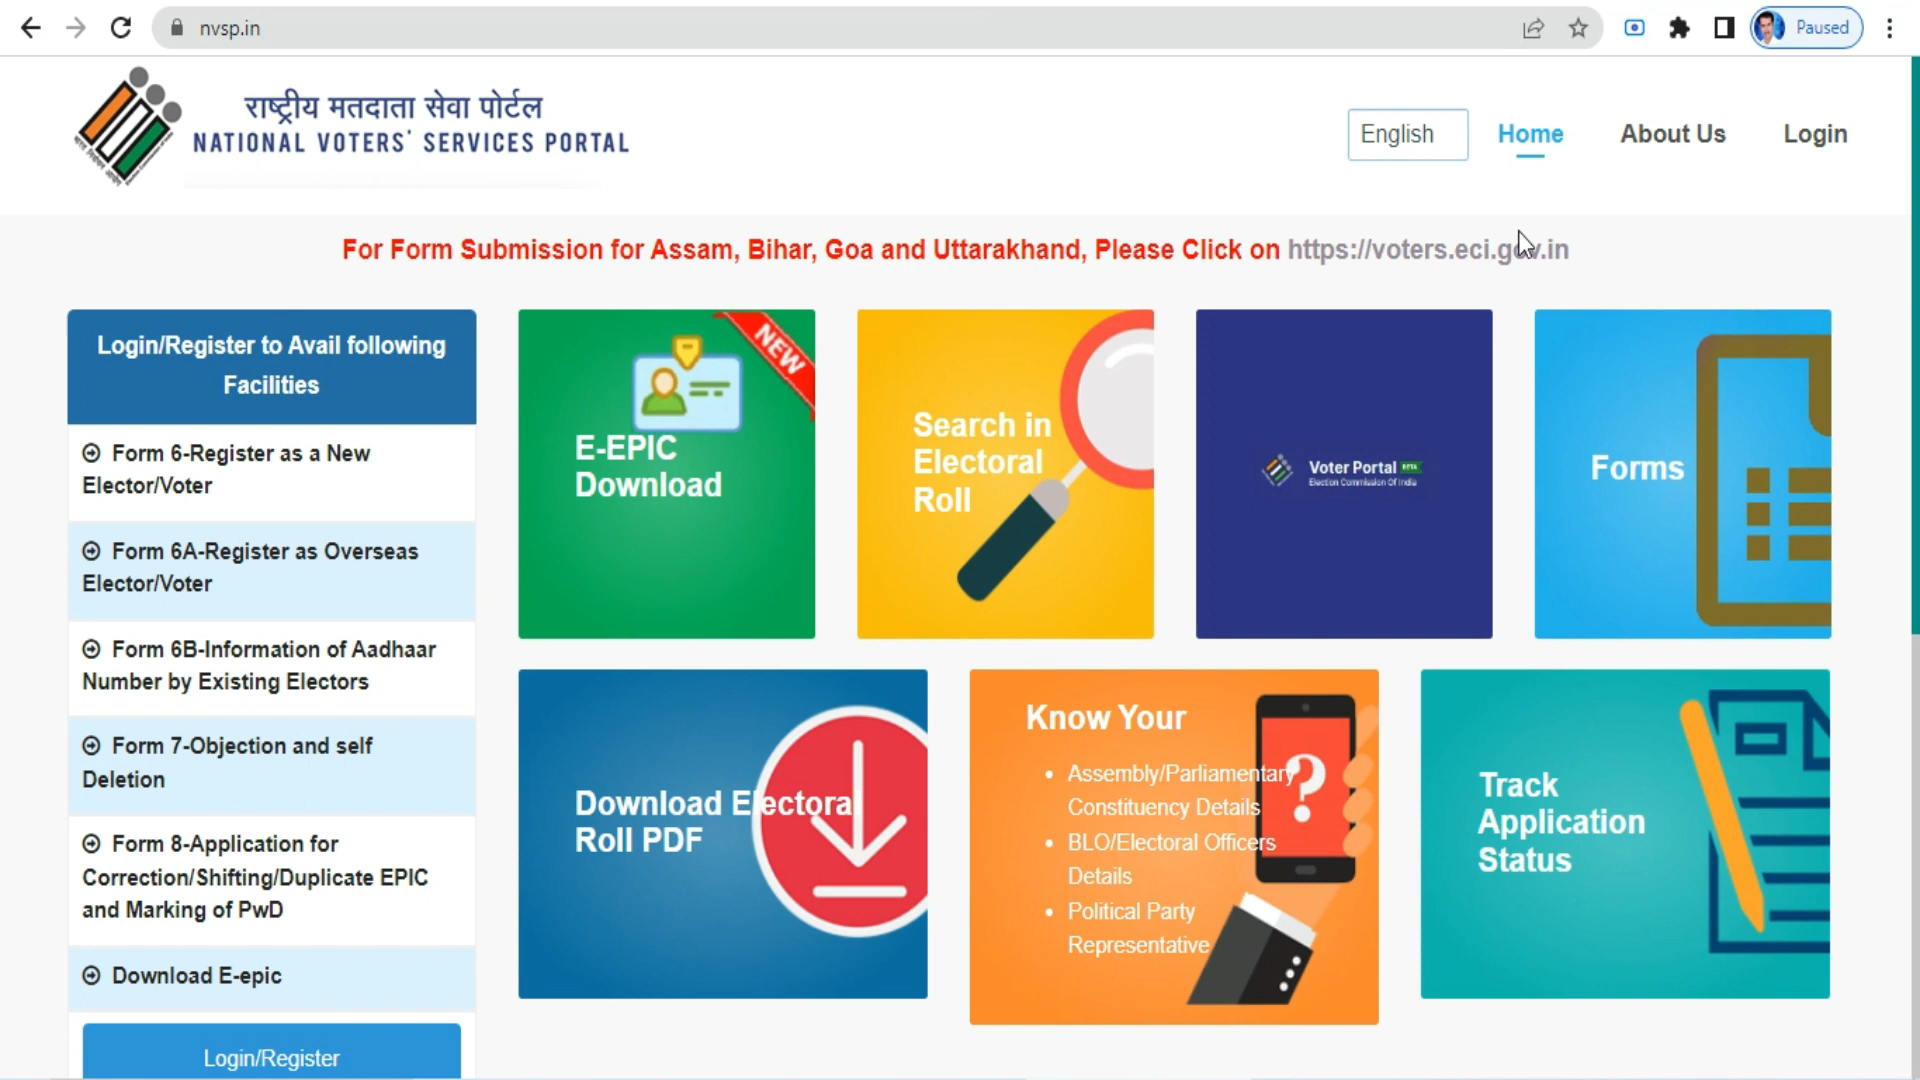 nvsp.in
Paused
राष्ट्रीय मतदाता सेवा पोर्टल
NATIONAL VOTERS' SERVICES PORTAL
English
Home
About Us
Login
For Form Submission for Assam, Bihar, Goa and Uttarakhand, Please Click on https://voters.eci.gov.in
Login/Register to Avail following
Facilities
Form 6-Register as a New
Elector/Voter
Form 6A-Register as Overseas
Elector/Voter
Form 6B-Information of Aadhaar
Number by Existing Electors
Form 7-Objection and self
Deletion
Form 8-Application for
Correction/Shifting/Duplicate EPIC
and Marking of PwD
Download E-epic
Login/Register
NEW
E-EPIC
Download
Search in
Electoral
Roll
Voter Portal BETA
Election Commission Of India
Forms
Download Electoral
Roll PDF
Know Your
• Assembly/Parliamentary
Constituency Details
• BLO/Electoral Officers
Details
• Political Party
Representative
?
Track
Application
Status